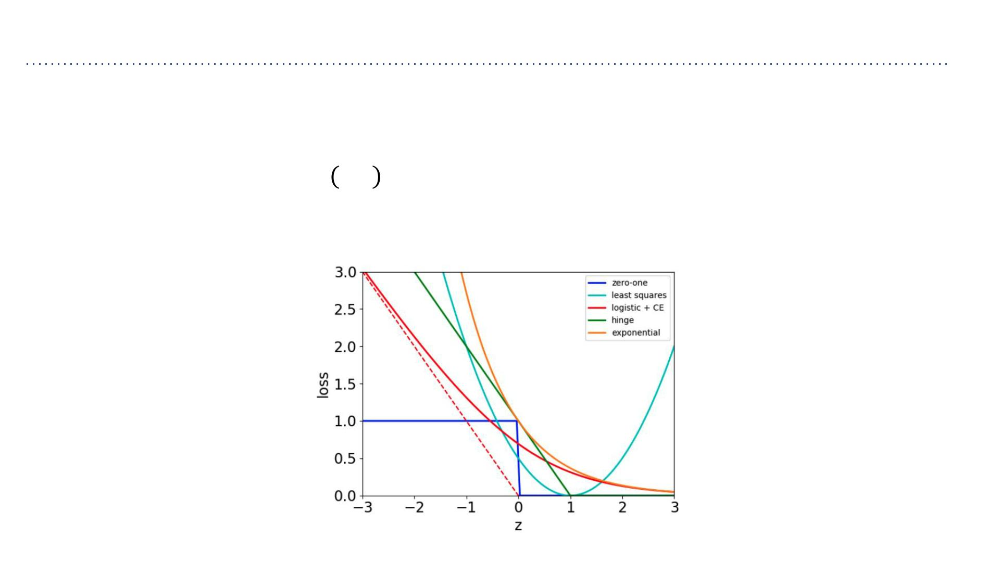 ( )
3.0
2.5
2.0
1.5
1.0
0.5
0.0
loss
zero-one
least squares
logistic + CE
hinge
exponential
−3 −2 −1 0 1 2 3
z